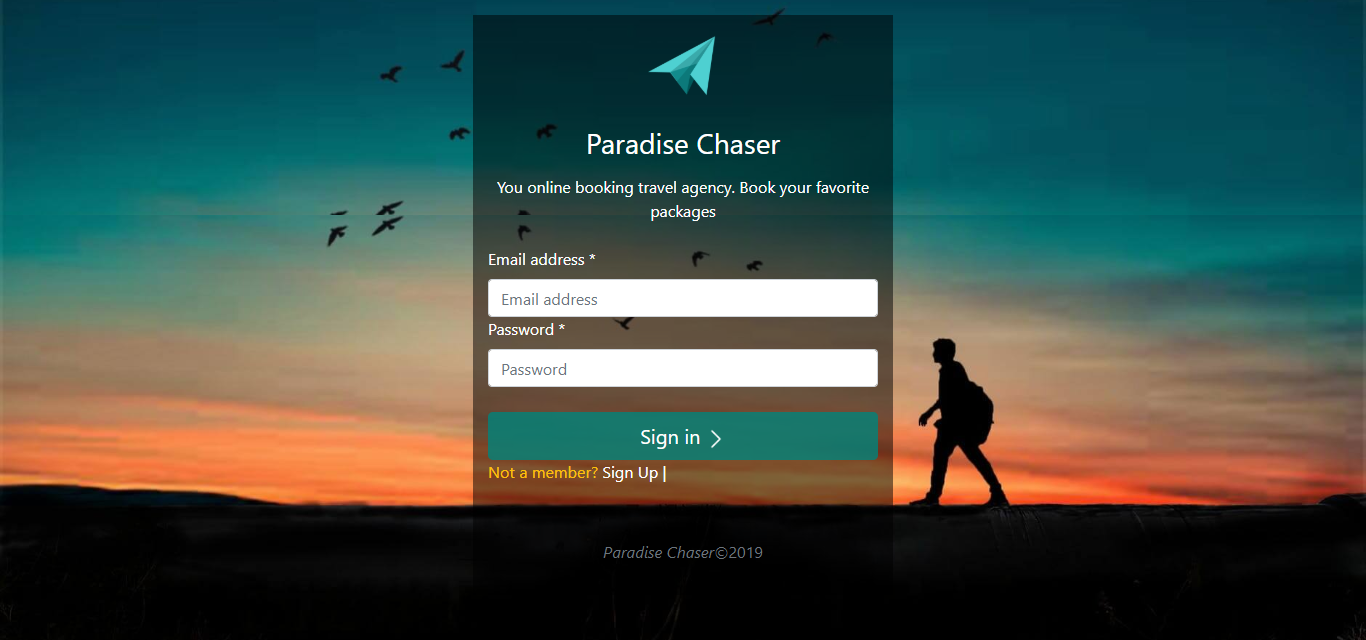 Paradise Chaser
You online booking travel agency. Book your favorite
packages
Email address *
Email address
Password *
Password
Sign in
Not a member? Sign Up |
Paradise Chaser©2019